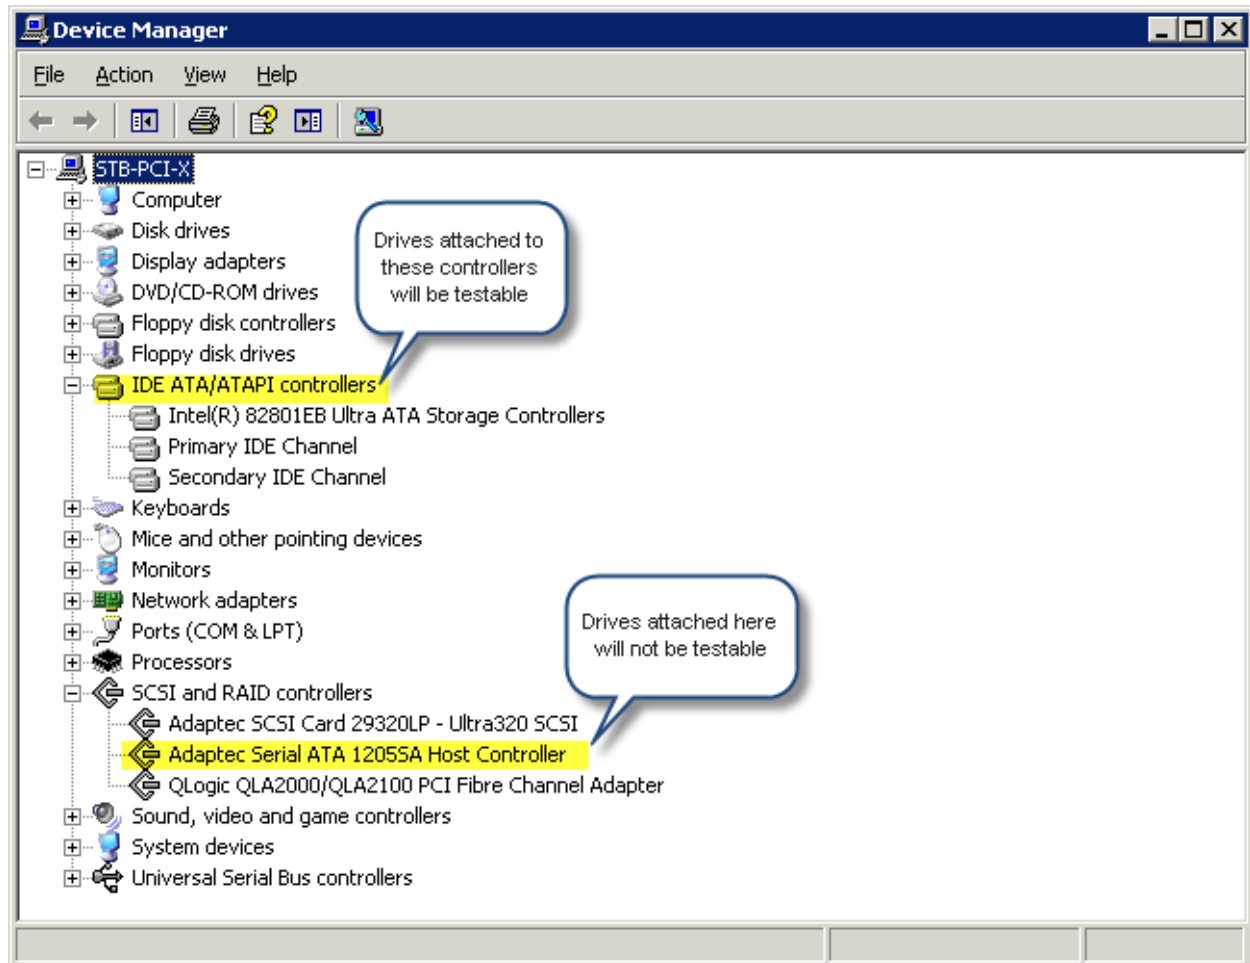 Device Manager
File Action View Help
STB-PCI-X
Computer
Disk drives
Display adapters
DVD/CD-ROM drives
Floppy disk controllers
Floppy disk drives
IDE ATA/ATAPI controllers
Intel(R) 82801EB Ultra ATA Storage Controllers
Primary IDE Channel
Secondary IDE Channel
Keyboards
Mice and other pointing devices
Monitors
Network adapters
Ports (COM & LPT)
Processors
SCSI and RAID controllers
Adaptec SCSI Card 29320LP - Ultra320 SCSI
Adaptec Serial ATA 1205SA Host Controller
QLogic QLA2000/QLA2100 PCI Fibre Channel Adapter
Sound, video and game controllers
System devices
Universal Serial Bus controllers
Drives attached to
these controllers
will be testable
Drives attached here
will not be testable